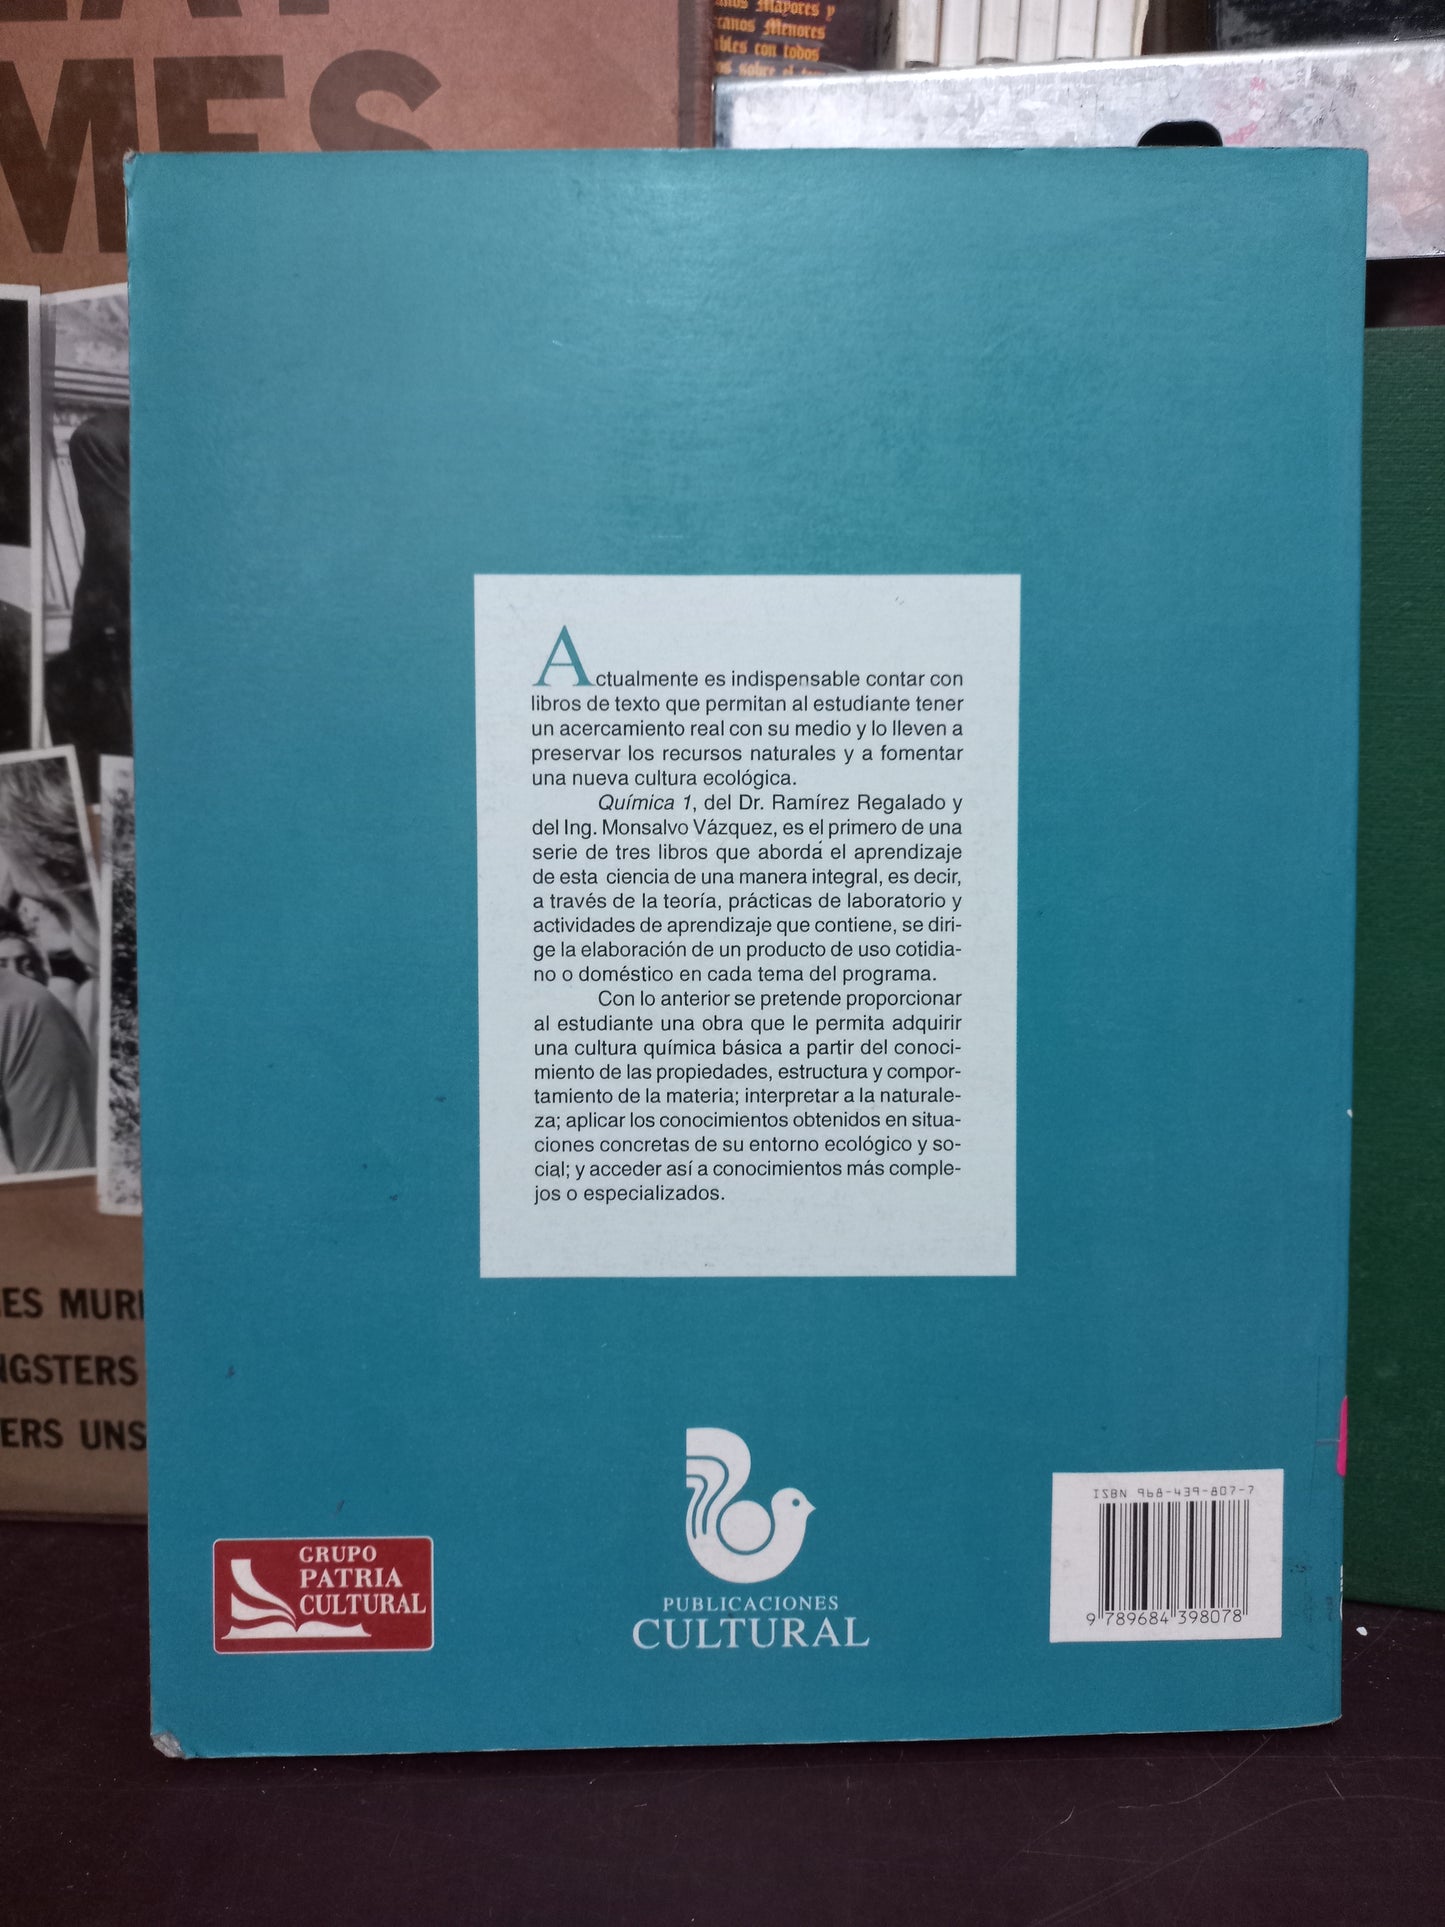 MES
anos Mayores y
canos Menores
bles con todos
Actualmente es indispensable contar con
libros de texto que permitan al estudiante tener
un acercamiento real con su medio y lo lleven a
preservar los recursos naturales y a fomentar
una nueva cultura ecológica.
Química 1, del Dr. Ramírez Regalado y
del Ing. Monsalvo Vázquez, es el primero de una
serie de tres libros que aborda el aprendizaje
de esta ciencia de una manera integral, es decir,
a través de la teoría, prácticas de laboratorio y
actividades de aprendizaje que contiene, se diri-
ge la elaboración de un producto de uso cotidia-
no o doméstico en cada tema del programa.
Con lo anterior se pretende proporcionar
al estudiante una obra que le permita adquirir
una cultura química básica a partir del conoci-
miento de las propiedades, estructura y compor-
tamiento de la materia; interpretar a la naturale-
za; aplicar los conocimientos obtenidos en situa-
ciones concretas de su entorno ecológico y so-
cial; y acceder así a conocimientos más comple-
jos o especializados.
ES MUR
NGSTERS
ERS UNS
GRUPO
PATRIA
CULTURAL
PUBLICACIONES
CULTURAL
ISBN 968-439-807-7
9 789684 398078